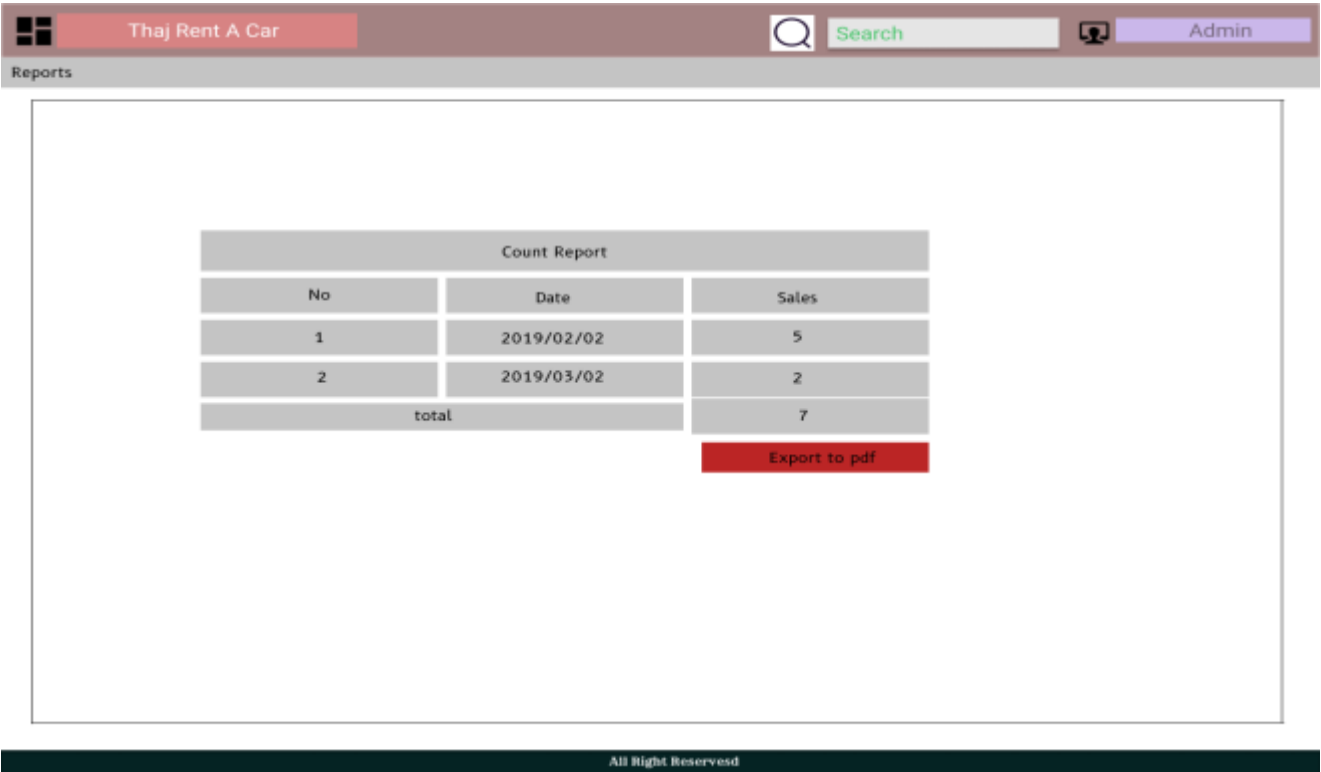 Thaj Rent A Car Search Admin
Reports
Count Report
No Date Sales
1 2019/02/02 5
2 2019/03/02 2
total 7
Export to pdf
All Right Reservesd